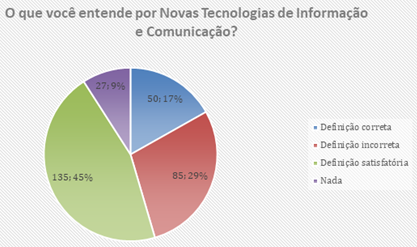 O que você entende por Novas Tecnologias de Informação
e Comunicação?
27; 9%
50; 17%
85; 29%
135; 45%
Definição correta
Definição incorreta
Definição satisfatória
Nada